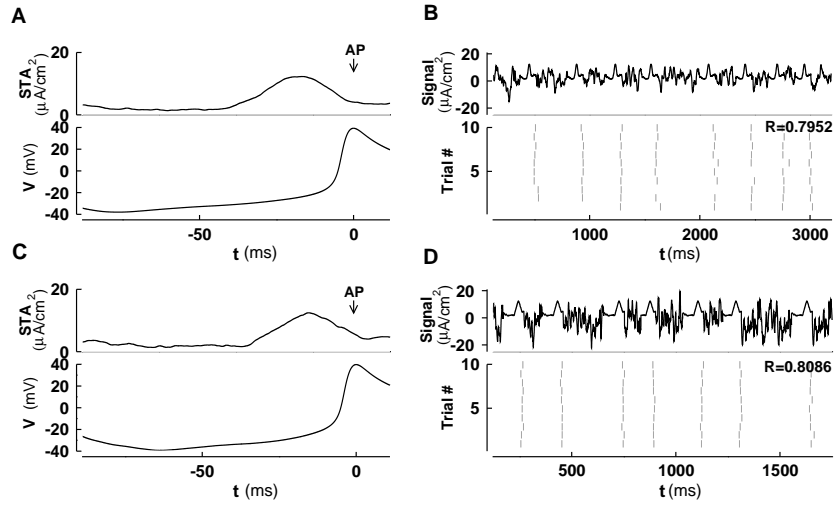 A
STA
(μA/cm²)
20
0
AP
V (mV)
40
20
0
-20
-40
-50
0
t (ms)
B
Signal
(μA/cm²)
20
0
-20
R=0.7952
Trial #
10
5
1000
2000
3000
t (ms)
C
STA
(μA/cm²)
20
0
AP
V (mV)
40
20
0
-20
-40
-50
0
t (ms)
D
Signal
(μA/cm²)
20
0
-20
R=0.8086
Trial #
10
5
500
1000
1500
t (ms)